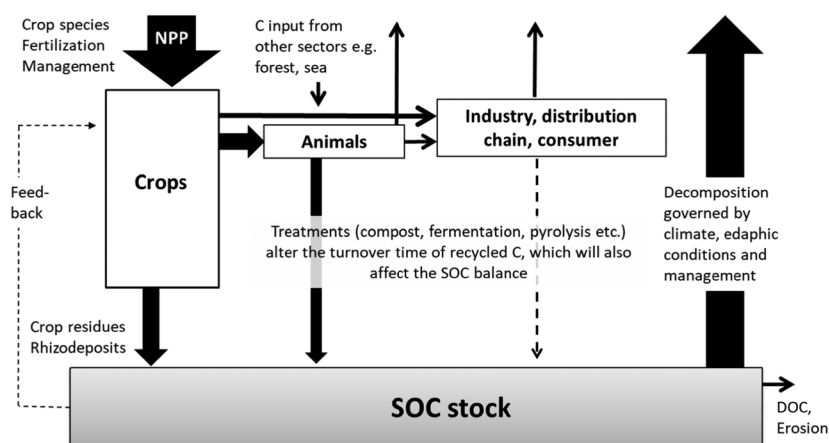 Crop species
Fertilization
Management
NPP
C input from
other sectors e.g.
forest, sea
Industry, distribution
chain, consumer
Animals
Crops
Feed-
back
Treatments (compost, fermentation, pyrolysis etc.)
alter the turnover time of recycled C, which will also
affect the SOC balance
Decomposition
governed by
climate, edaphic
conditions and
management
Crop residues
Rhizodeposits
SOC stock
DOC,
Erosion